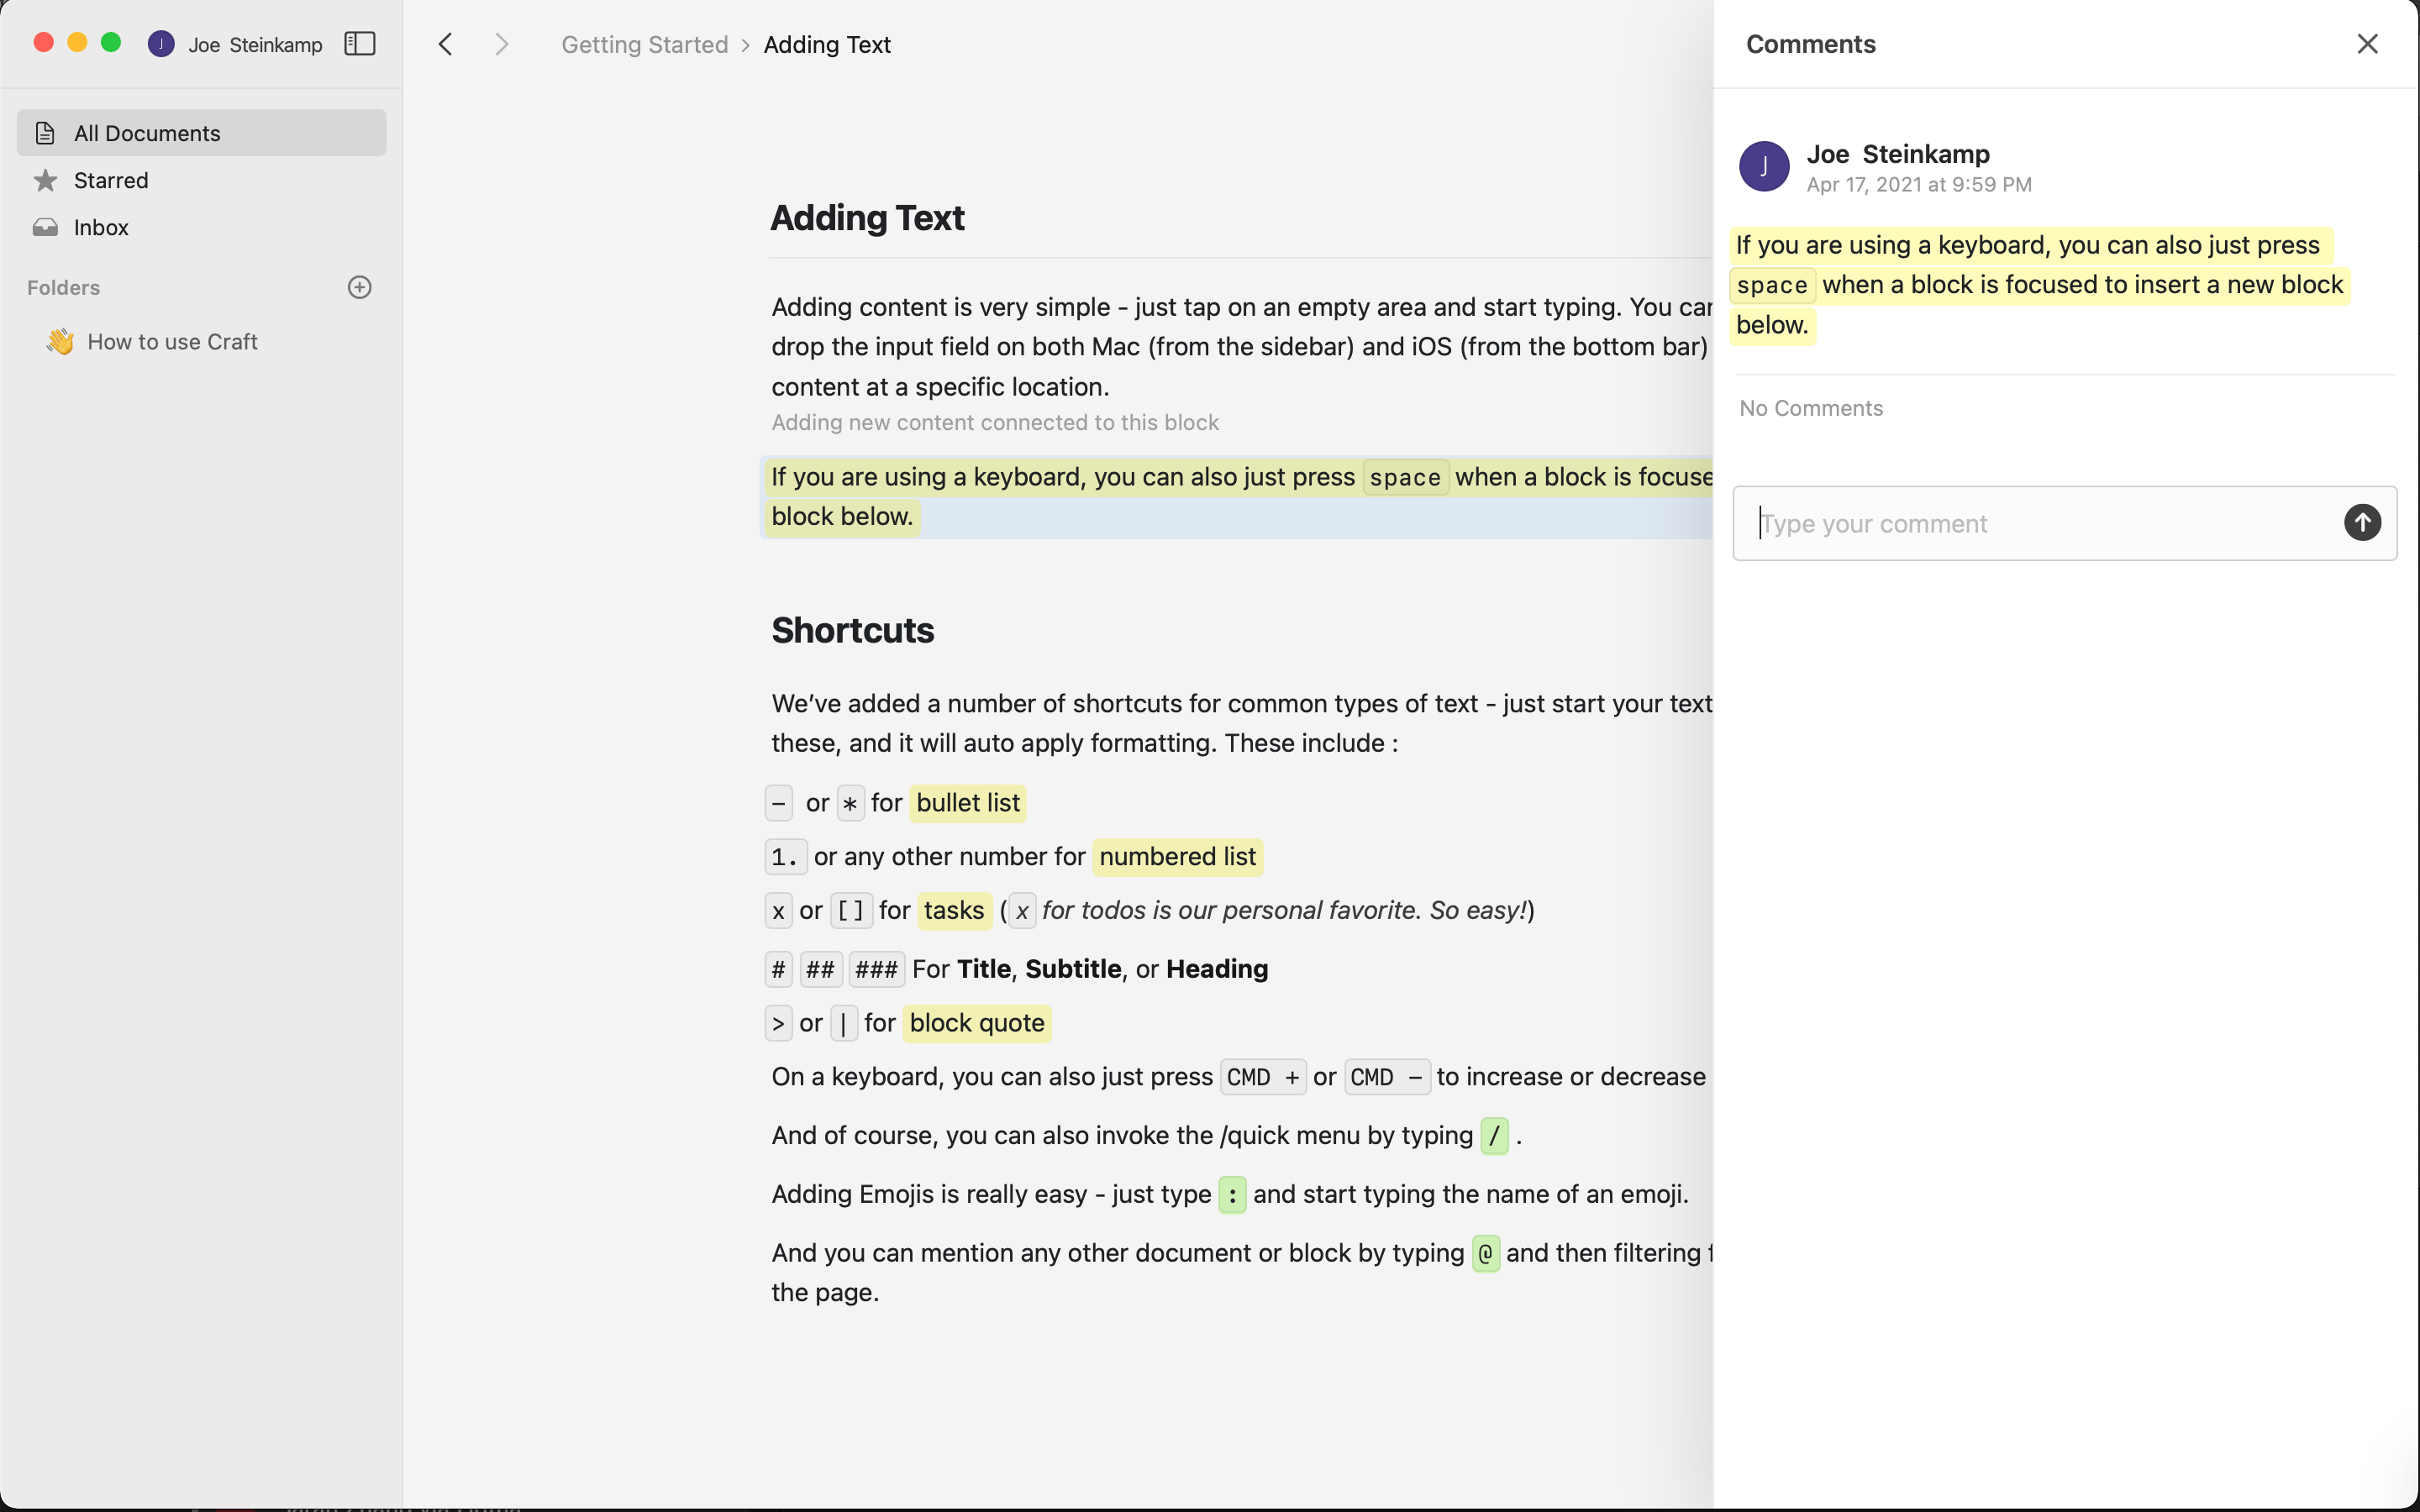 J Joe Steinkamp
All Documents
Starred
Inbox
Folders
How to use Craft
Getting Started > Adding Text
Adding Text
Adding content is very simple - just tap on an empty area and start typing. You can
drop the input field on both Mac (from the sidebar) and iOS (from the bottom bar)
content at a specific location.
Adding new content connected to this block
If you are using a keyboard, you can also just press space when a block is
block below.
Shortcuts
We’ve added a number of shortcuts for common types of text - just start your text
these, and it will auto apply formatting. These include :
- or * for bullet list
1. or any other number for numbered list
x or [] for tasks (x for todos is our personal favorite. So easy!)
# ## ### For Title, Subtitle, or Heading
> or | for block quote
On a keyboard, you can also just press CMD + or CMD - to increase or decrease
And of course, you can also invoke the /quick menu by typing / .
Adding Emojis is really easy - just type : and start typing the name of an emoji.
And you can mention any other document or block by typing @ and then filtering
the page.
Comments
J
Joe Steinkamp
Apr 17, 2021 at 9:59 PM
If you are using a keyboard, you can also just press
space when a block is focused to insert a new block
below.
No Comments
Type your comment